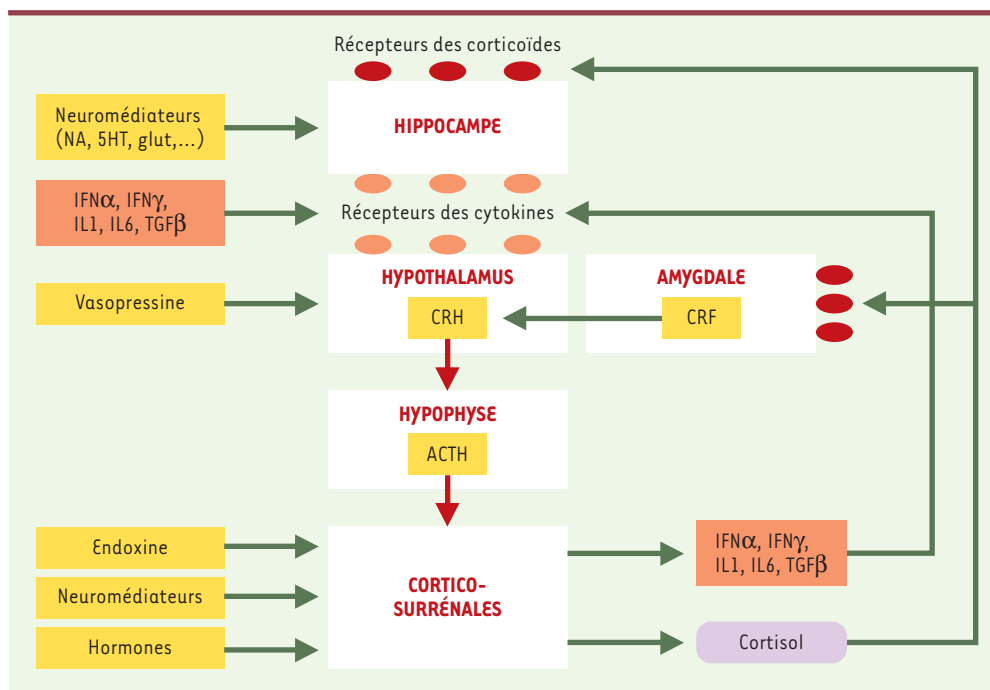 Récepteurs des corticoïdes
Neuromédiateurs
(NA, 5HT, glut,...)
HIPPOCAMPE
IFNα, IFNγ,
IL1, IL6, TGFβ
Récepteurs des cytokines
HYPOTHALAMUS
AMYGDALE
Vasopressine
CRH
CRF
HYPOPHYSE
ACTH
Endoxine
Neuromédiateurs
Hormones
CORTICO-
SURRÉNALES
IFNα, IFNγ,
IL1, IL6, TGFβ
Cortisol